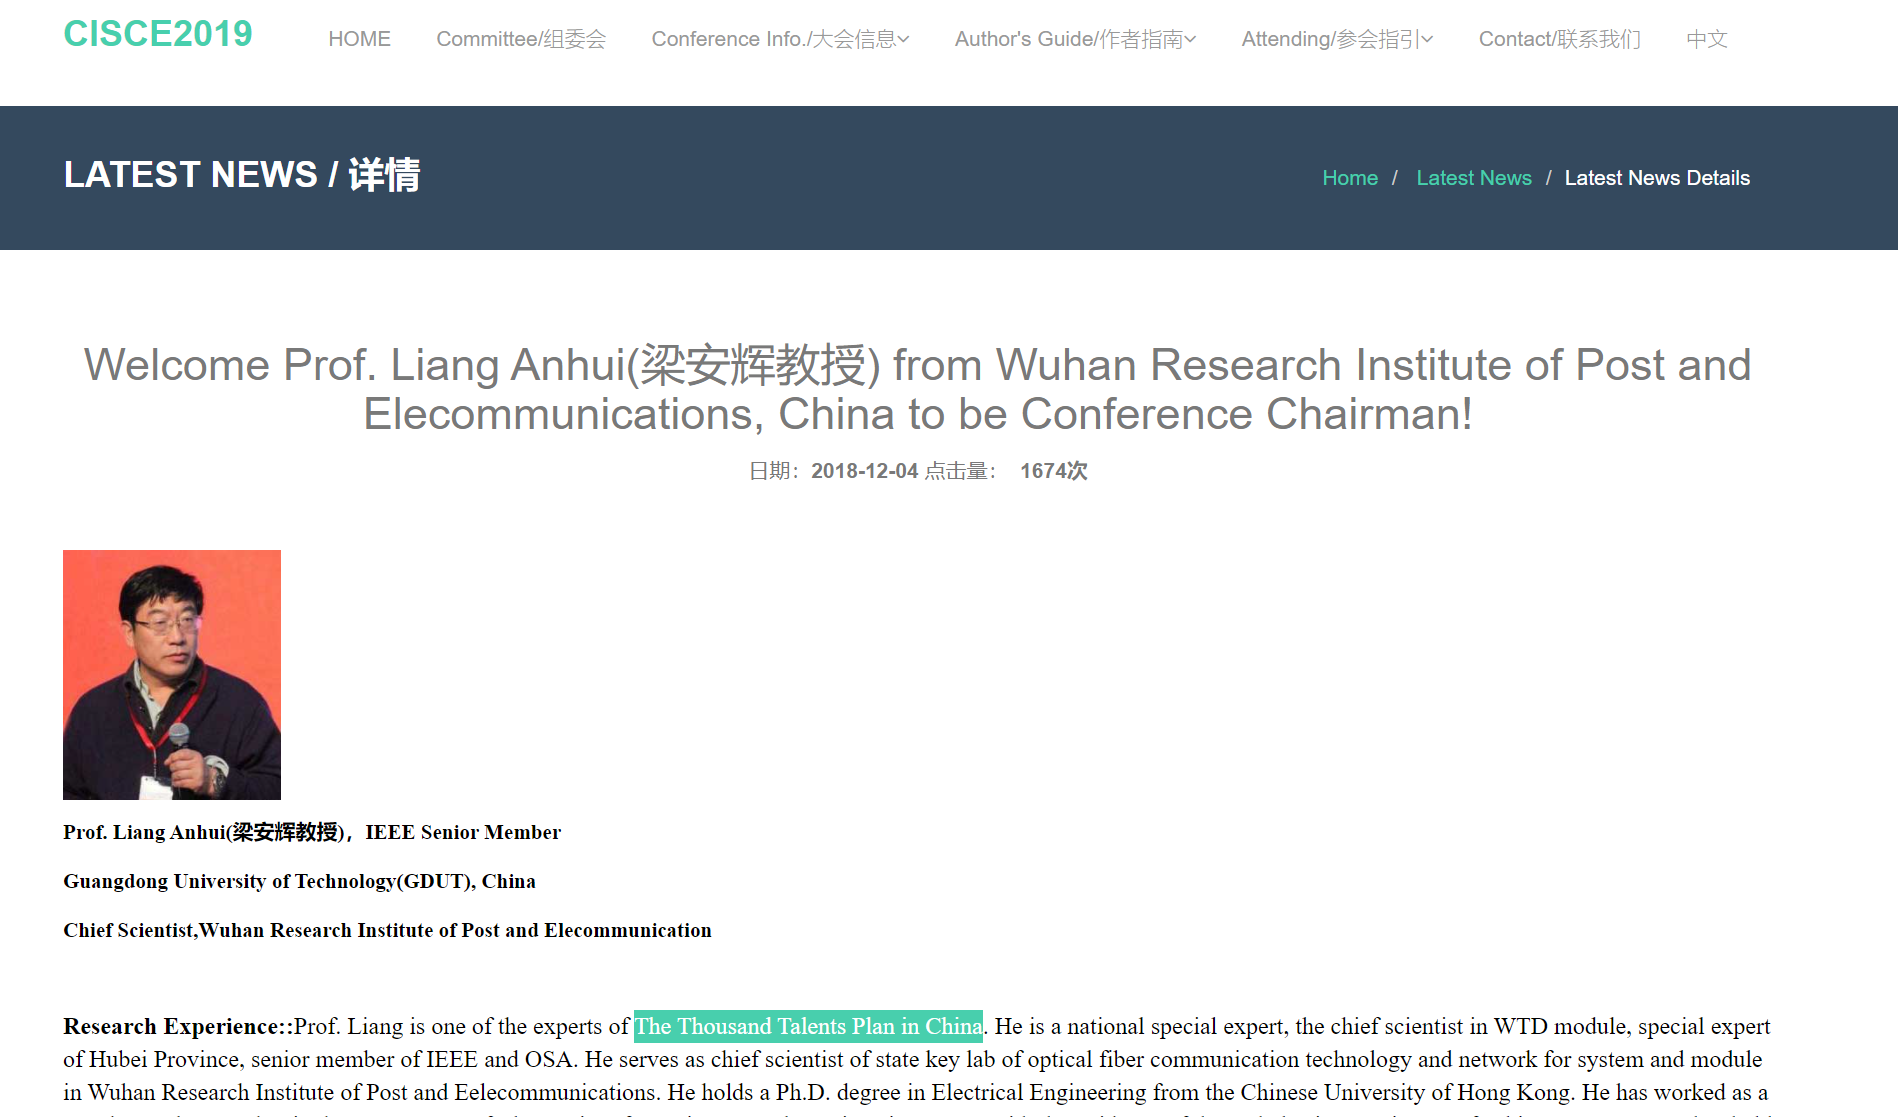 CISCE2019
HOME
Committee/组委会
Conference Info./大会信息
Author's Guide/作者指南
Attending/参会指引
Contact/联系我们
中文
LATEST NEWS / 详情
Home / Latest News / Latest News Details
Welcome Prof. Liang Anhui(梁安辉教授) from Wuhan Research Institute of Post and
Elecommunications, China to be Conference Chairman!
日期：2018-12-04 点击量： 1674次
Prof. Liang Anhui(梁安辉教授)，IEEE Senior Member
Guangdong University of Technology(GDUT), China
Chief Scientist,Wuhan Research Institute of Post and Elecommunication
Research Experience::Prof. Liang is one of the experts of The Thousand Talents Plan in China. He is a national special expert, the chief scientist in WTD module, special expert
of Hubei Province, senior member of IEEE and OSA. He serves as chief scientist of state key lab of optical fiber communication technology and network for system and module
in Wuhan Research Institute of Post and Eelecommunications. He holds a Ph.D. degree in Electrical Engineering from the Chinese University of Hong Kong. He has worked as a